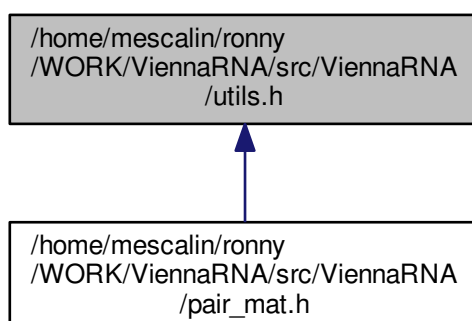 /home/mescalin/ronny
/WORK/ViennaRNA/src/ViennaRNA
/utils.h
/home/mescalin/ronny
/WORK/ViennaRNA/src/ViennaRNA
/pair_mat.h